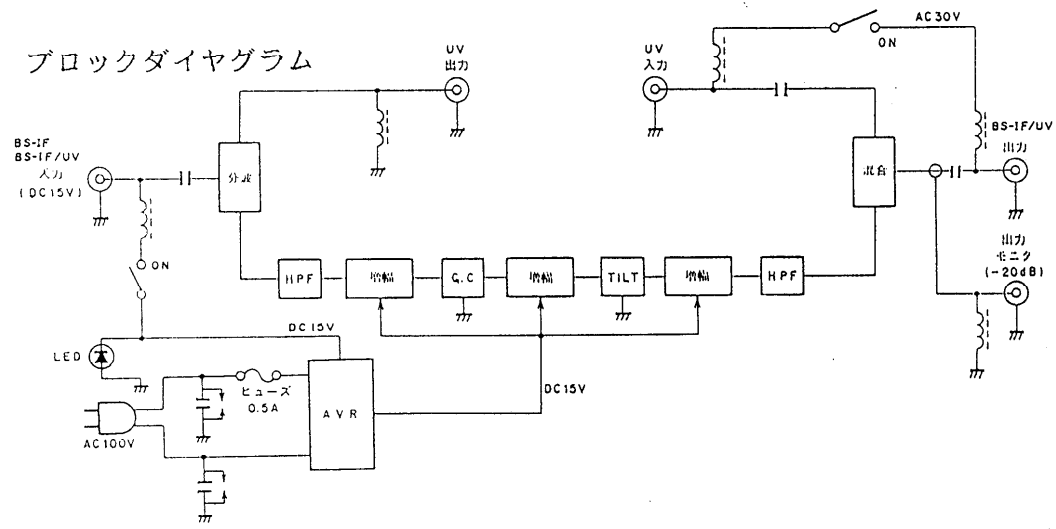 ブロックダイヤグラム
UV
出力
UV
入力
AC30V
ON
BS-IF
BS-IF/UV
入力
(DC15V)
分波
混合
BS-IF/UV
出力
出力
モニタ
(-20dB)
ON
HPF
増幅
G.C
増幅
TILT
増幅
HPF
DC15V
LED
ヒューズ
0.5A
AVR
DC15V
AC100V